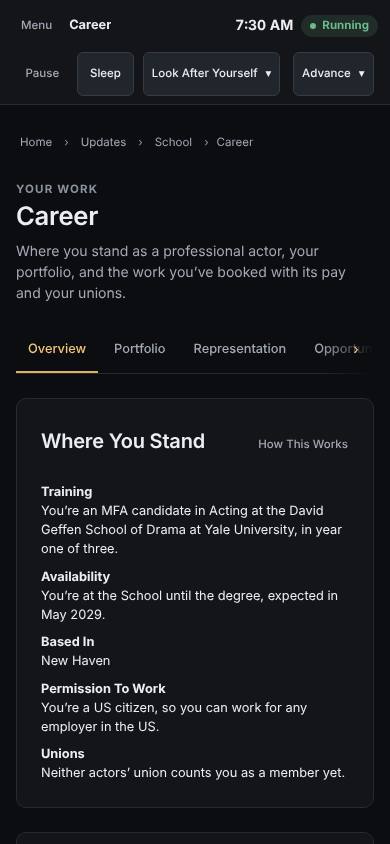 Menu Career 7:30 AM Running
Pause Sleep Look After Yourself ▾ Advance ▾
Home › Updates › School › Career
YOUR WORK
Career
Where you stand as a professional actor, your
portfolio, and the work you’ve booked with its pay
and your unions.
Overview Portfolio Representation
Where You Stand How This Works
Training
You’re an MFA candidate in Acting at the David
Geffen School of Drama at Yale University, in year
one of three.
Availability
You’re at the School until the degree, expected in
May 2029.
Based In
New Haven
Permission To Work
You’re a US citizen, so you can work for any
employer in the US.
Unions
Neither actors’ union counts you as a member yet.